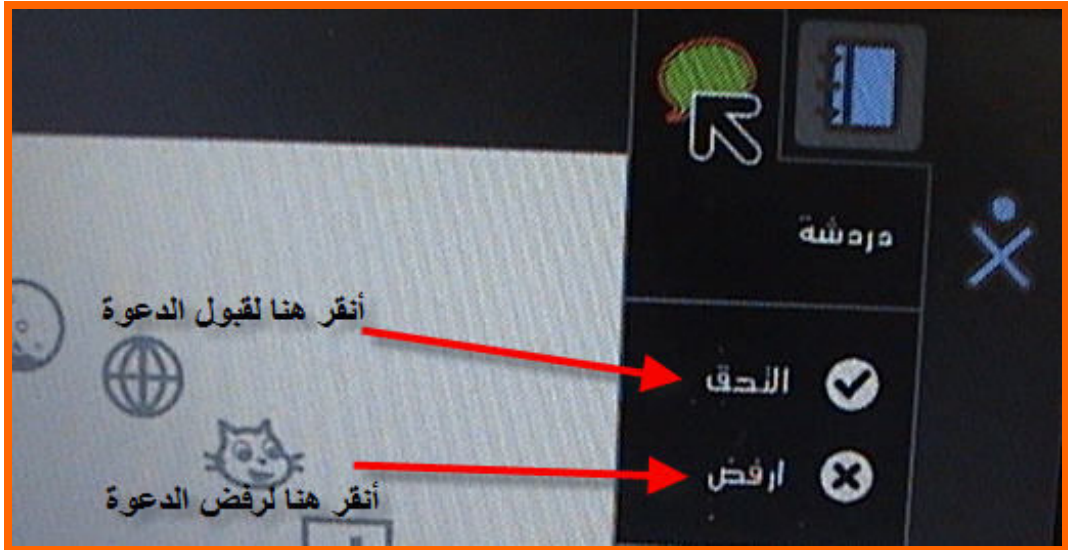 دردشة
أنقر هنا لقبول الدعوة
التحق
ارفض
أنقر هنا لرفض الدعوة